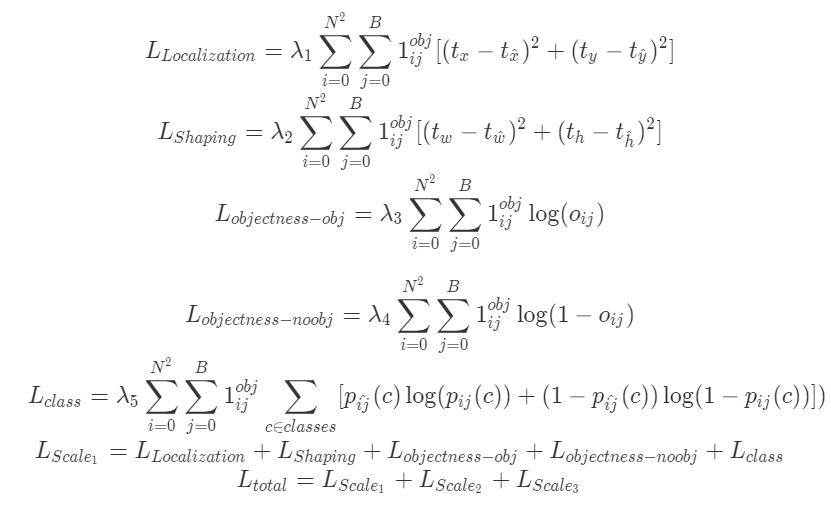 $L_{Localization} = \lambda_1 \sum_{i=0}^{N^2} \sum_{j=0}^{B} 1_{ij}^{obj} [(t_x - t_{\hat{x}})^2 + (t_y - t_{\hat{y}})^2]$
$L_{Shaping} = \lambda_2 \sum_{i=0}^{N^2} \sum_{j=0}^{B} 1_{ij}^{obj} [(t_w - t_{\hat{w}})^2 + (t_h - t_{\hat{h}})^2]$
$L_{objectness-obj} = \lambda_3 \sum_{i=0}^{N^2} \sum_{j=0}^{B} 1_{ij}^{obj} \log(o_{ij})$
$L_{objectness-noobj} = \lambda_4 \sum_{i=0}^{N^2} \sum_{j=0}^{B} 1_{ij}^{obj} \log(1 - o_{ij})$
$L_{class} = \lambda_5 \sum_{i=0}^{N^2} \sum_{j=0}^{B} 1_{ij}^{obj} \sum_{c \in classes} [p_{\hat{ij}}(c) \log(p_{ij}(c)) + (1 - p_{\hat{ij}}(c)) \log(1 - p_{ij}(c))])$
$L_{Scale_1} = L_{Localization} + L_{Shaping} + L_{objectness-obj} + L_{objectness-noobj} + L_{class}$
$L_{total} = L_{Scale_1} + L_{Scale_2} + L_{Scale_3}$